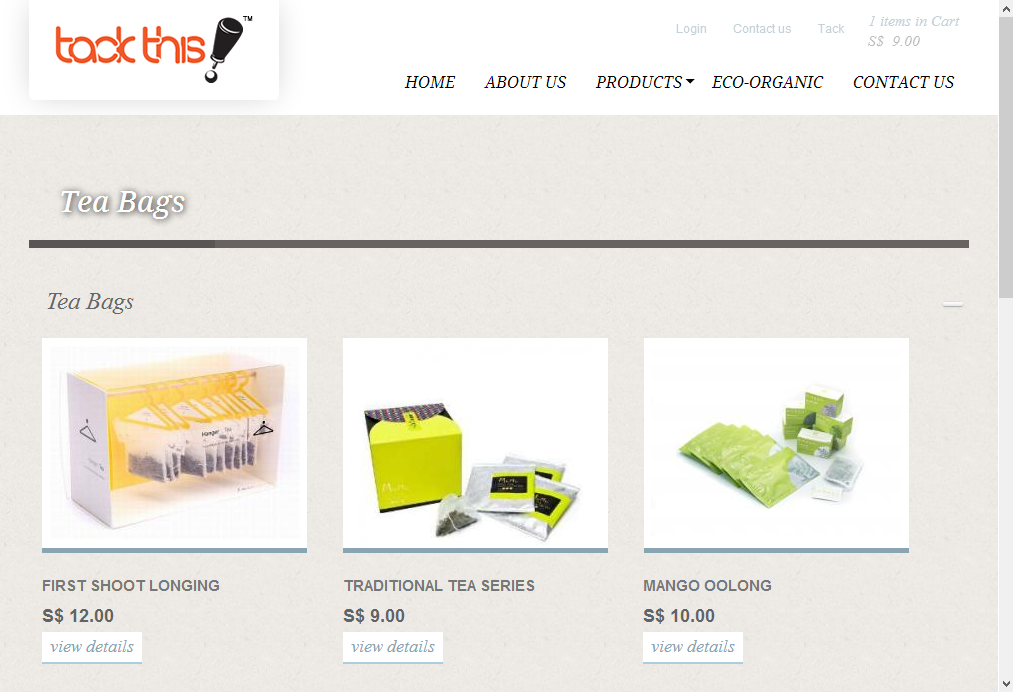 tack this!™
Login
Contact us
Tack
1 items in Cart
S$ 9.00
HOME
ABOUT US
PRODUCTS
ECO-ORGANIC
CONTACT US
Tea Bags
Tea Bags
FIRST SHOOT LONGING
S$ 12.00
view details
TRADITIONAL TEA SERIES
S$ 9.00
view details
MANGO OOLONG
S$ 10.00
view details